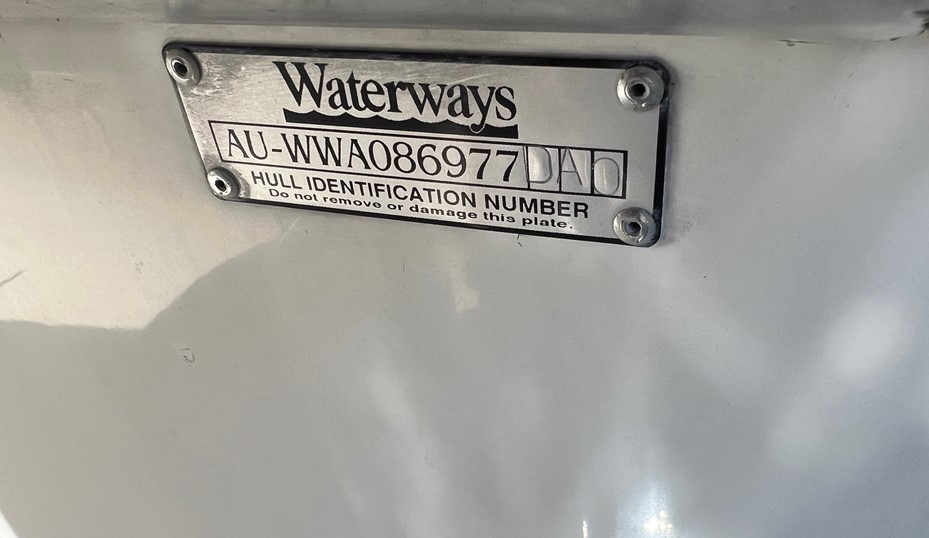 Waterways
AU-WWA086977DA0
HULL IDENTIFICATION NUMBER
Do not remove or damage this plate.